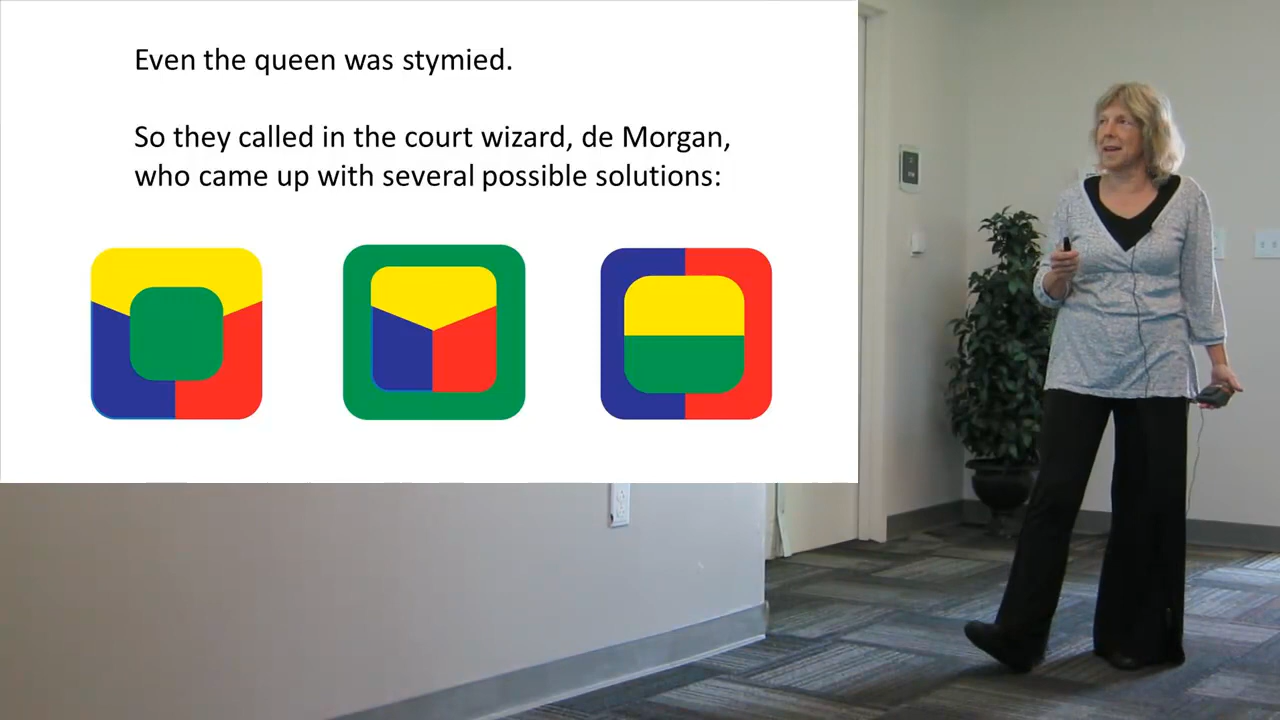 Even the queen was stymied.
So they called in the court wizard, de Morgan,
who came up with several possible solutions: